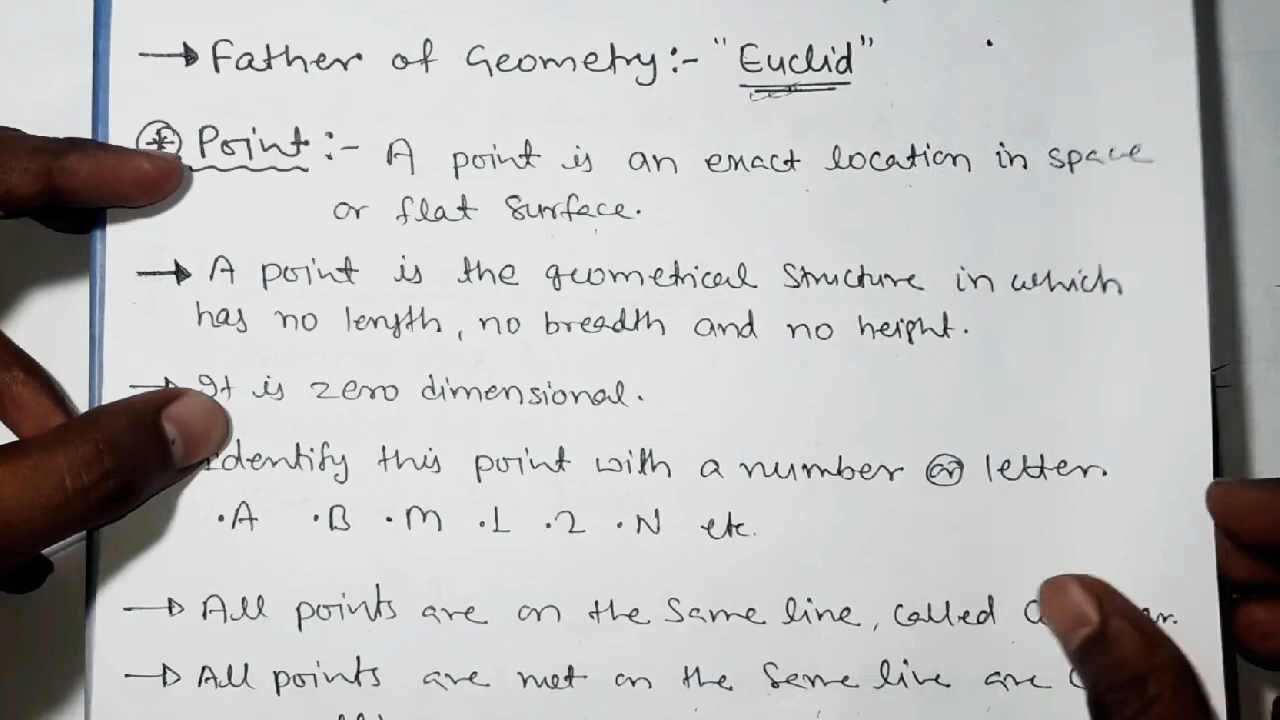 → Father of Geometry:- "Euclid"
* Point:- A point is an exact location in space
or flat surface.
→ A point is the geometrical structure in which
has no length, no breadth and no height.
→ It is zero dimensional.
identify this point with a number or letter.
.A .B .M .1 .2 .N etc.
→ All points are on the same line, called
→ All points are not on the same line are